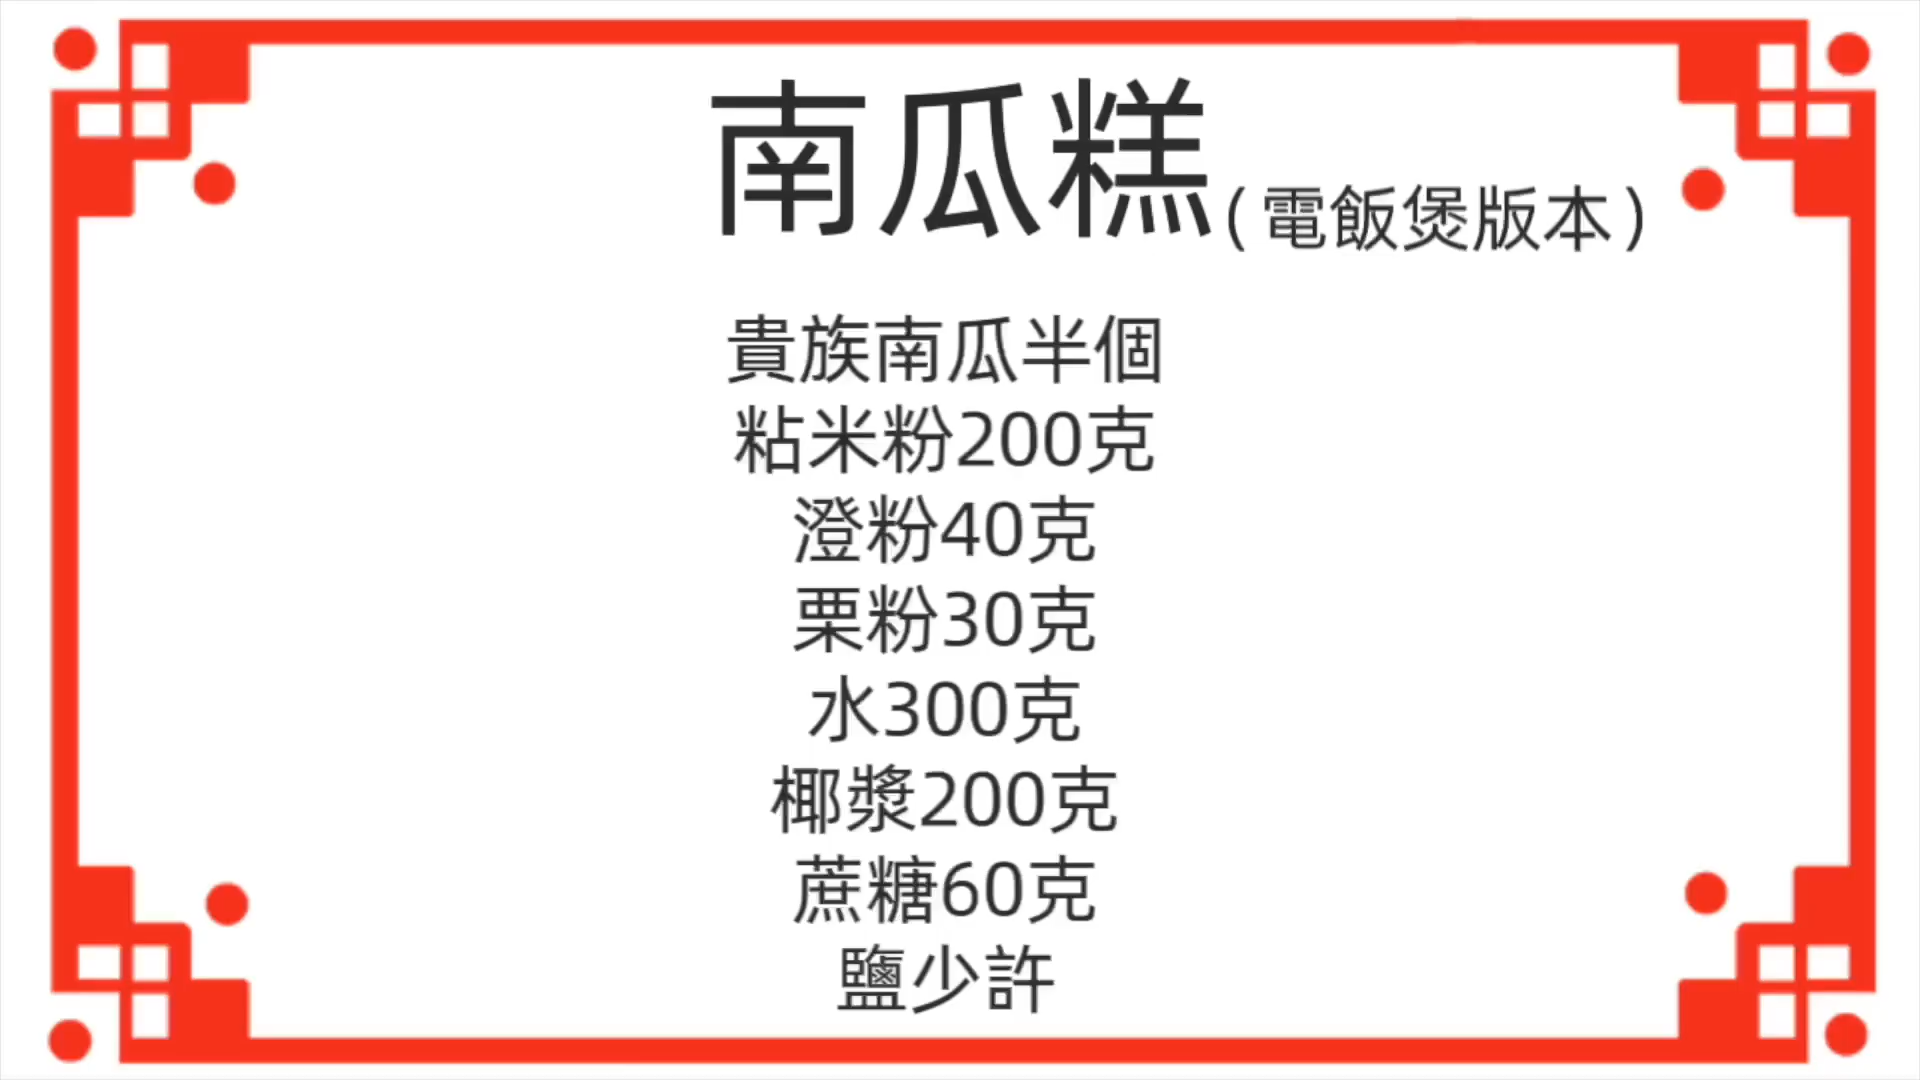 南瓜糕(電飯煲版本)
貴族南瓜半個
粘米粉200克
澄粉40克
栗粉30克
水300克
椰漿200克
蔗糖60克
鹽少許